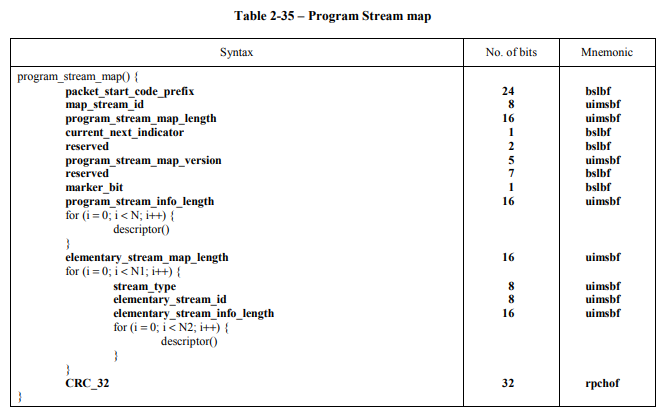 Table 2-35 – Program Stream map
Syntax No. of bits Mnemonic
program_stream_map() {
packet_start_code_prefix 24 bslbf
map_stream_id 8 uimsbf
program_stream_map_length 16 uimsbf
current_next_indicator 1 bslbf
reserved 2 bslbf
program_stream_map_version 5 uimsbf
reserved 7 bslbf
marker_bit 1 bslbf
program_stream_info_length 16 uimsbf
for (i = 0; i < N; i++) {
descriptor()
}
elementary_stream_map_length 16 uimsbf
for (i = 0; i < N1; i++) {
stream_type 8 uimsbf
elementary_stream_id 8 uimsbf
elementary_stream_info_length 16 uimsbf
for (i = 0; i < N2; i++) {
descriptor()
}
}
CRC_32 32 rpchof
}